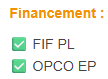 Financement :
✅ FIF PL
✅ OPCO EP